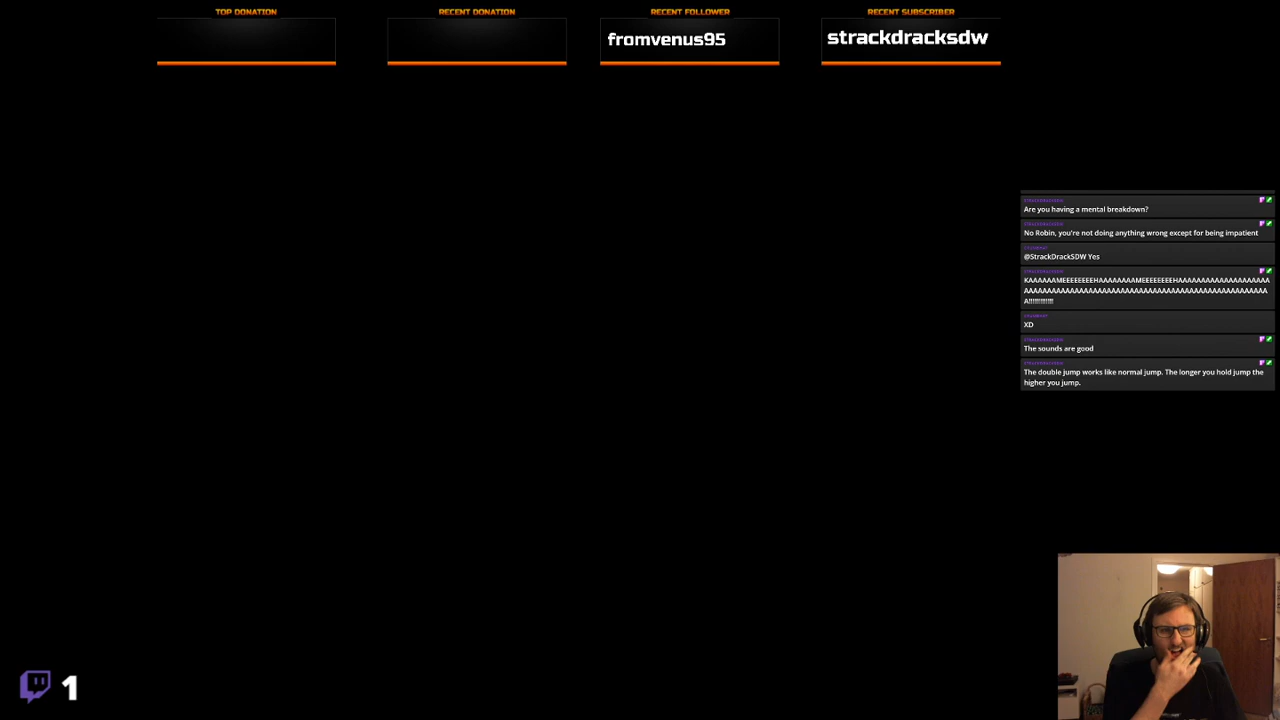 TOP DONATION
RECENT DONATION
RECENT FOLLOWER
RECENT SUBSCRIBER
fromvenus95
strackdracksdw
Are you having a mental breakdown?
No Robin, you're not doing anything wrong except for being impatient
@StrackDrackSDW Yes
XD
The sounds are good
The double jump works like normal jump. The longer you hold jump the
higher you jump.
1